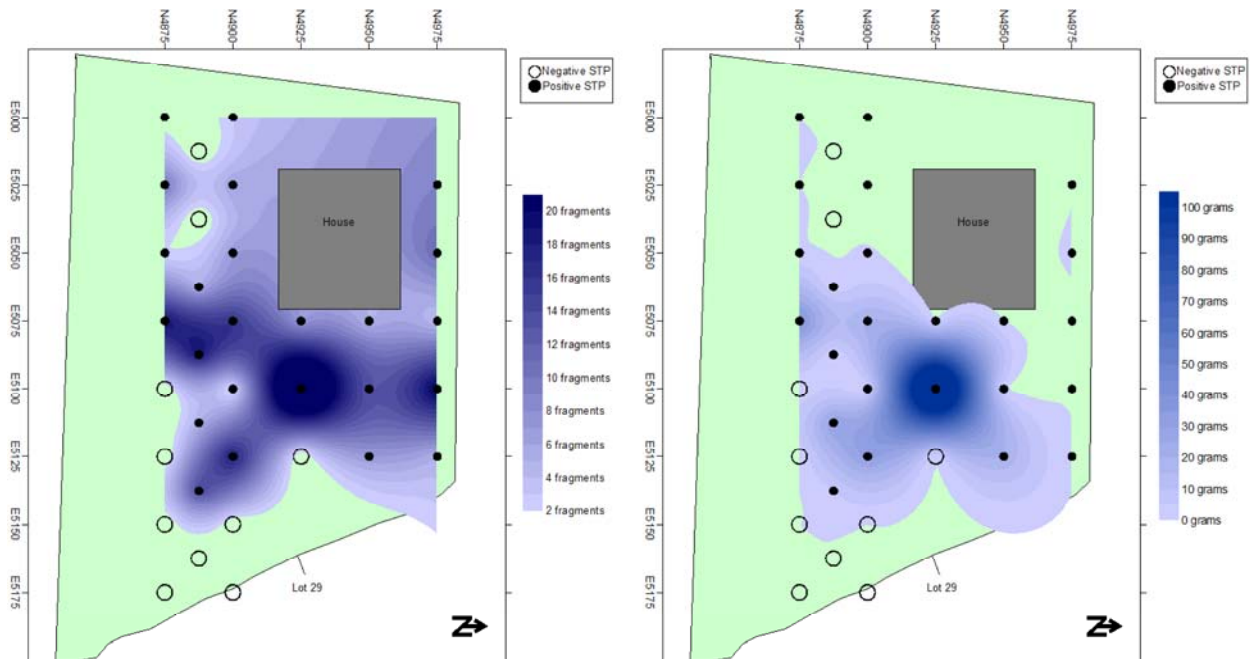 N4875 N4900 N4925 N4950 N4975
Negative STP
Positive STP
E5000
E5025
E5050
E5075
E5100
E5125
E5150
E5175
House
20 fragments
18 fragments
16 fragments
14 fragments
12 fragments
10 fragments
8 fragments
6 fragments
4 fragments
2 fragments
Lot 29
N
N4875 N4900 N4925 N4950 N4975
Negative STP
Positive STP
E5000
E5025
E5050
E5075
E5100
E5125
E5150
E5175
House
100 grams
90 grams
80 grams
70 grams
60 grams
50 grams
40 grams
30 grams
20 grams
10 grams
0 grams
Lot 29
N